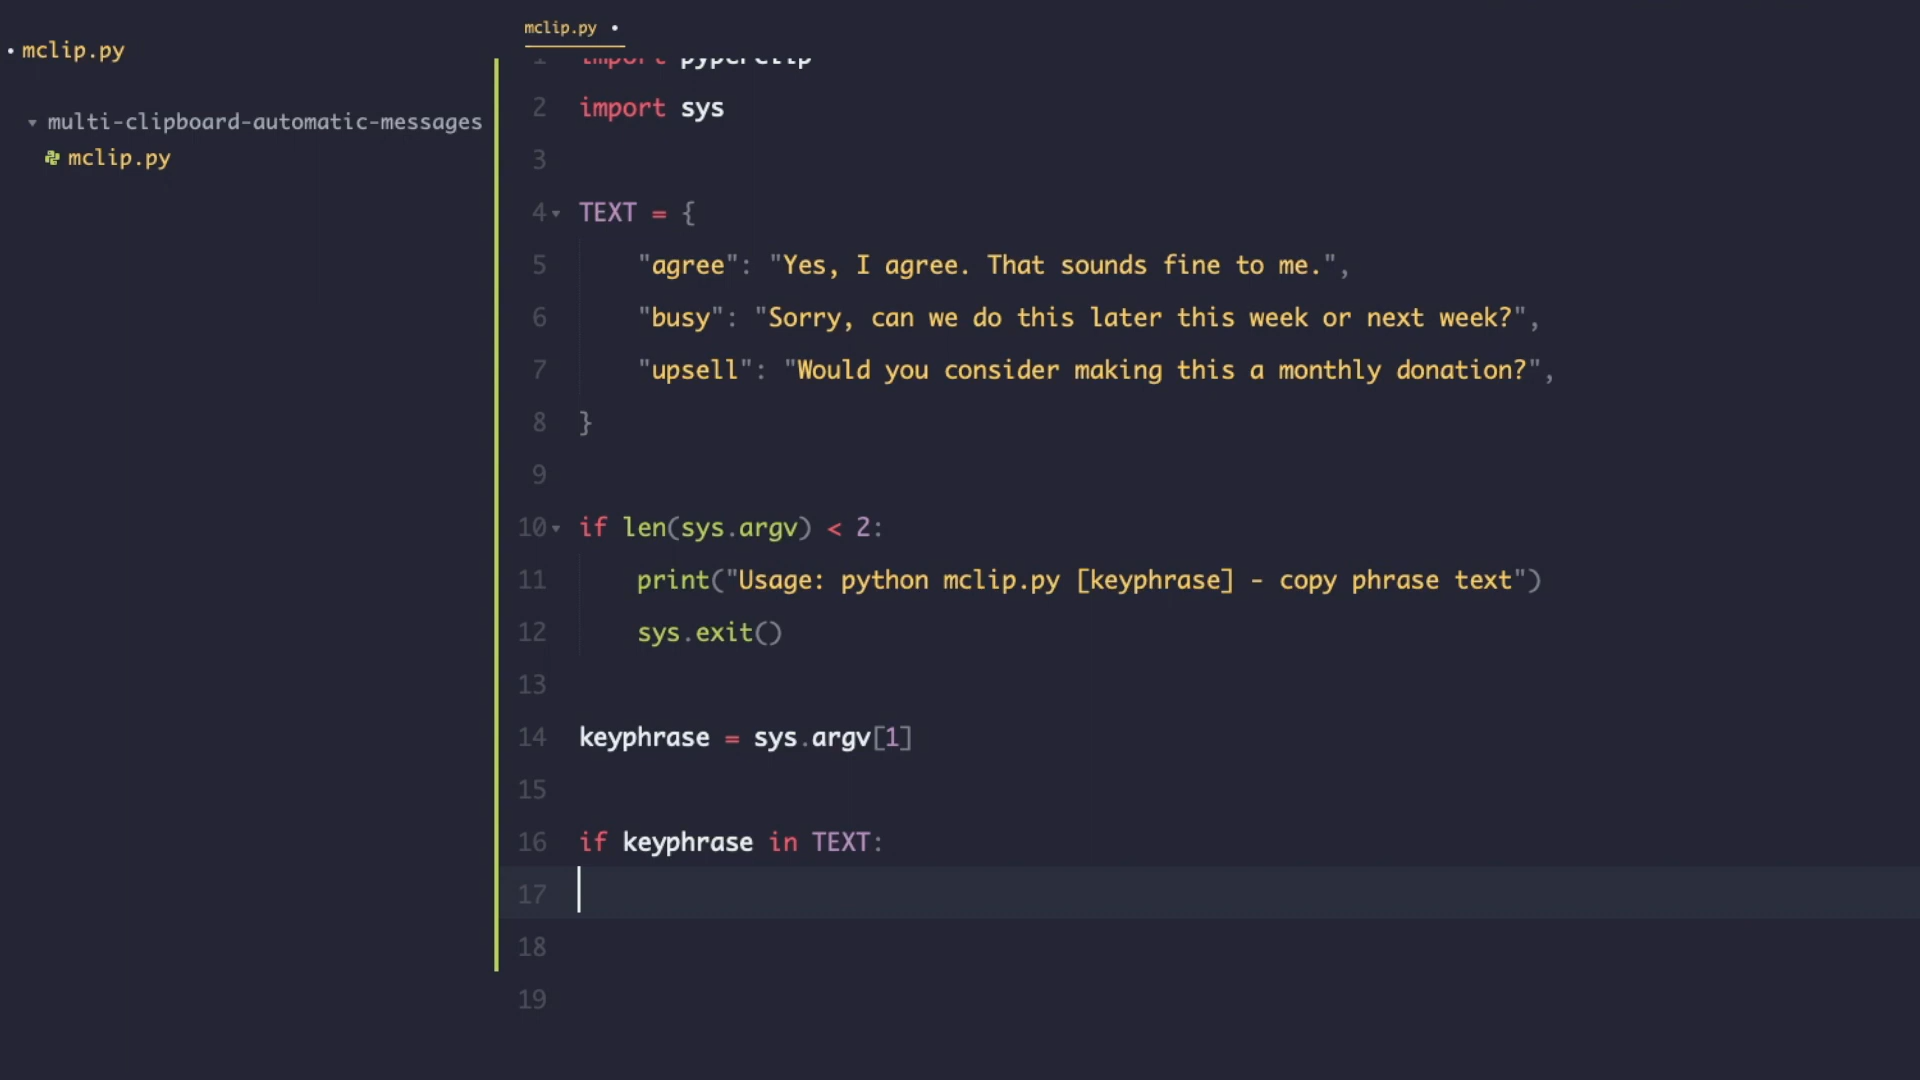 mclip.py •
• mclip.py
multi-clipboard-automatic-messages
mclip.py
1 import pyperclip
2 import sys
3
4 TEXT = {
5 "agree": "Yes, I agree. That sounds fine to me.",
6 "busy": "Sorry, can we do this later this week or next week?",
7 "upsell": "Would you consider making this a monthly donation?",
8 }
9
10 if len(sys.argv) < 2:
11 print("Usage: python mclip.py [keyphrase] - copy phrase text")
12 sys.exit()
13
14 keyphrase = sys.argv[1]
15
16 if keyphrase in TEXT:
17
18
19